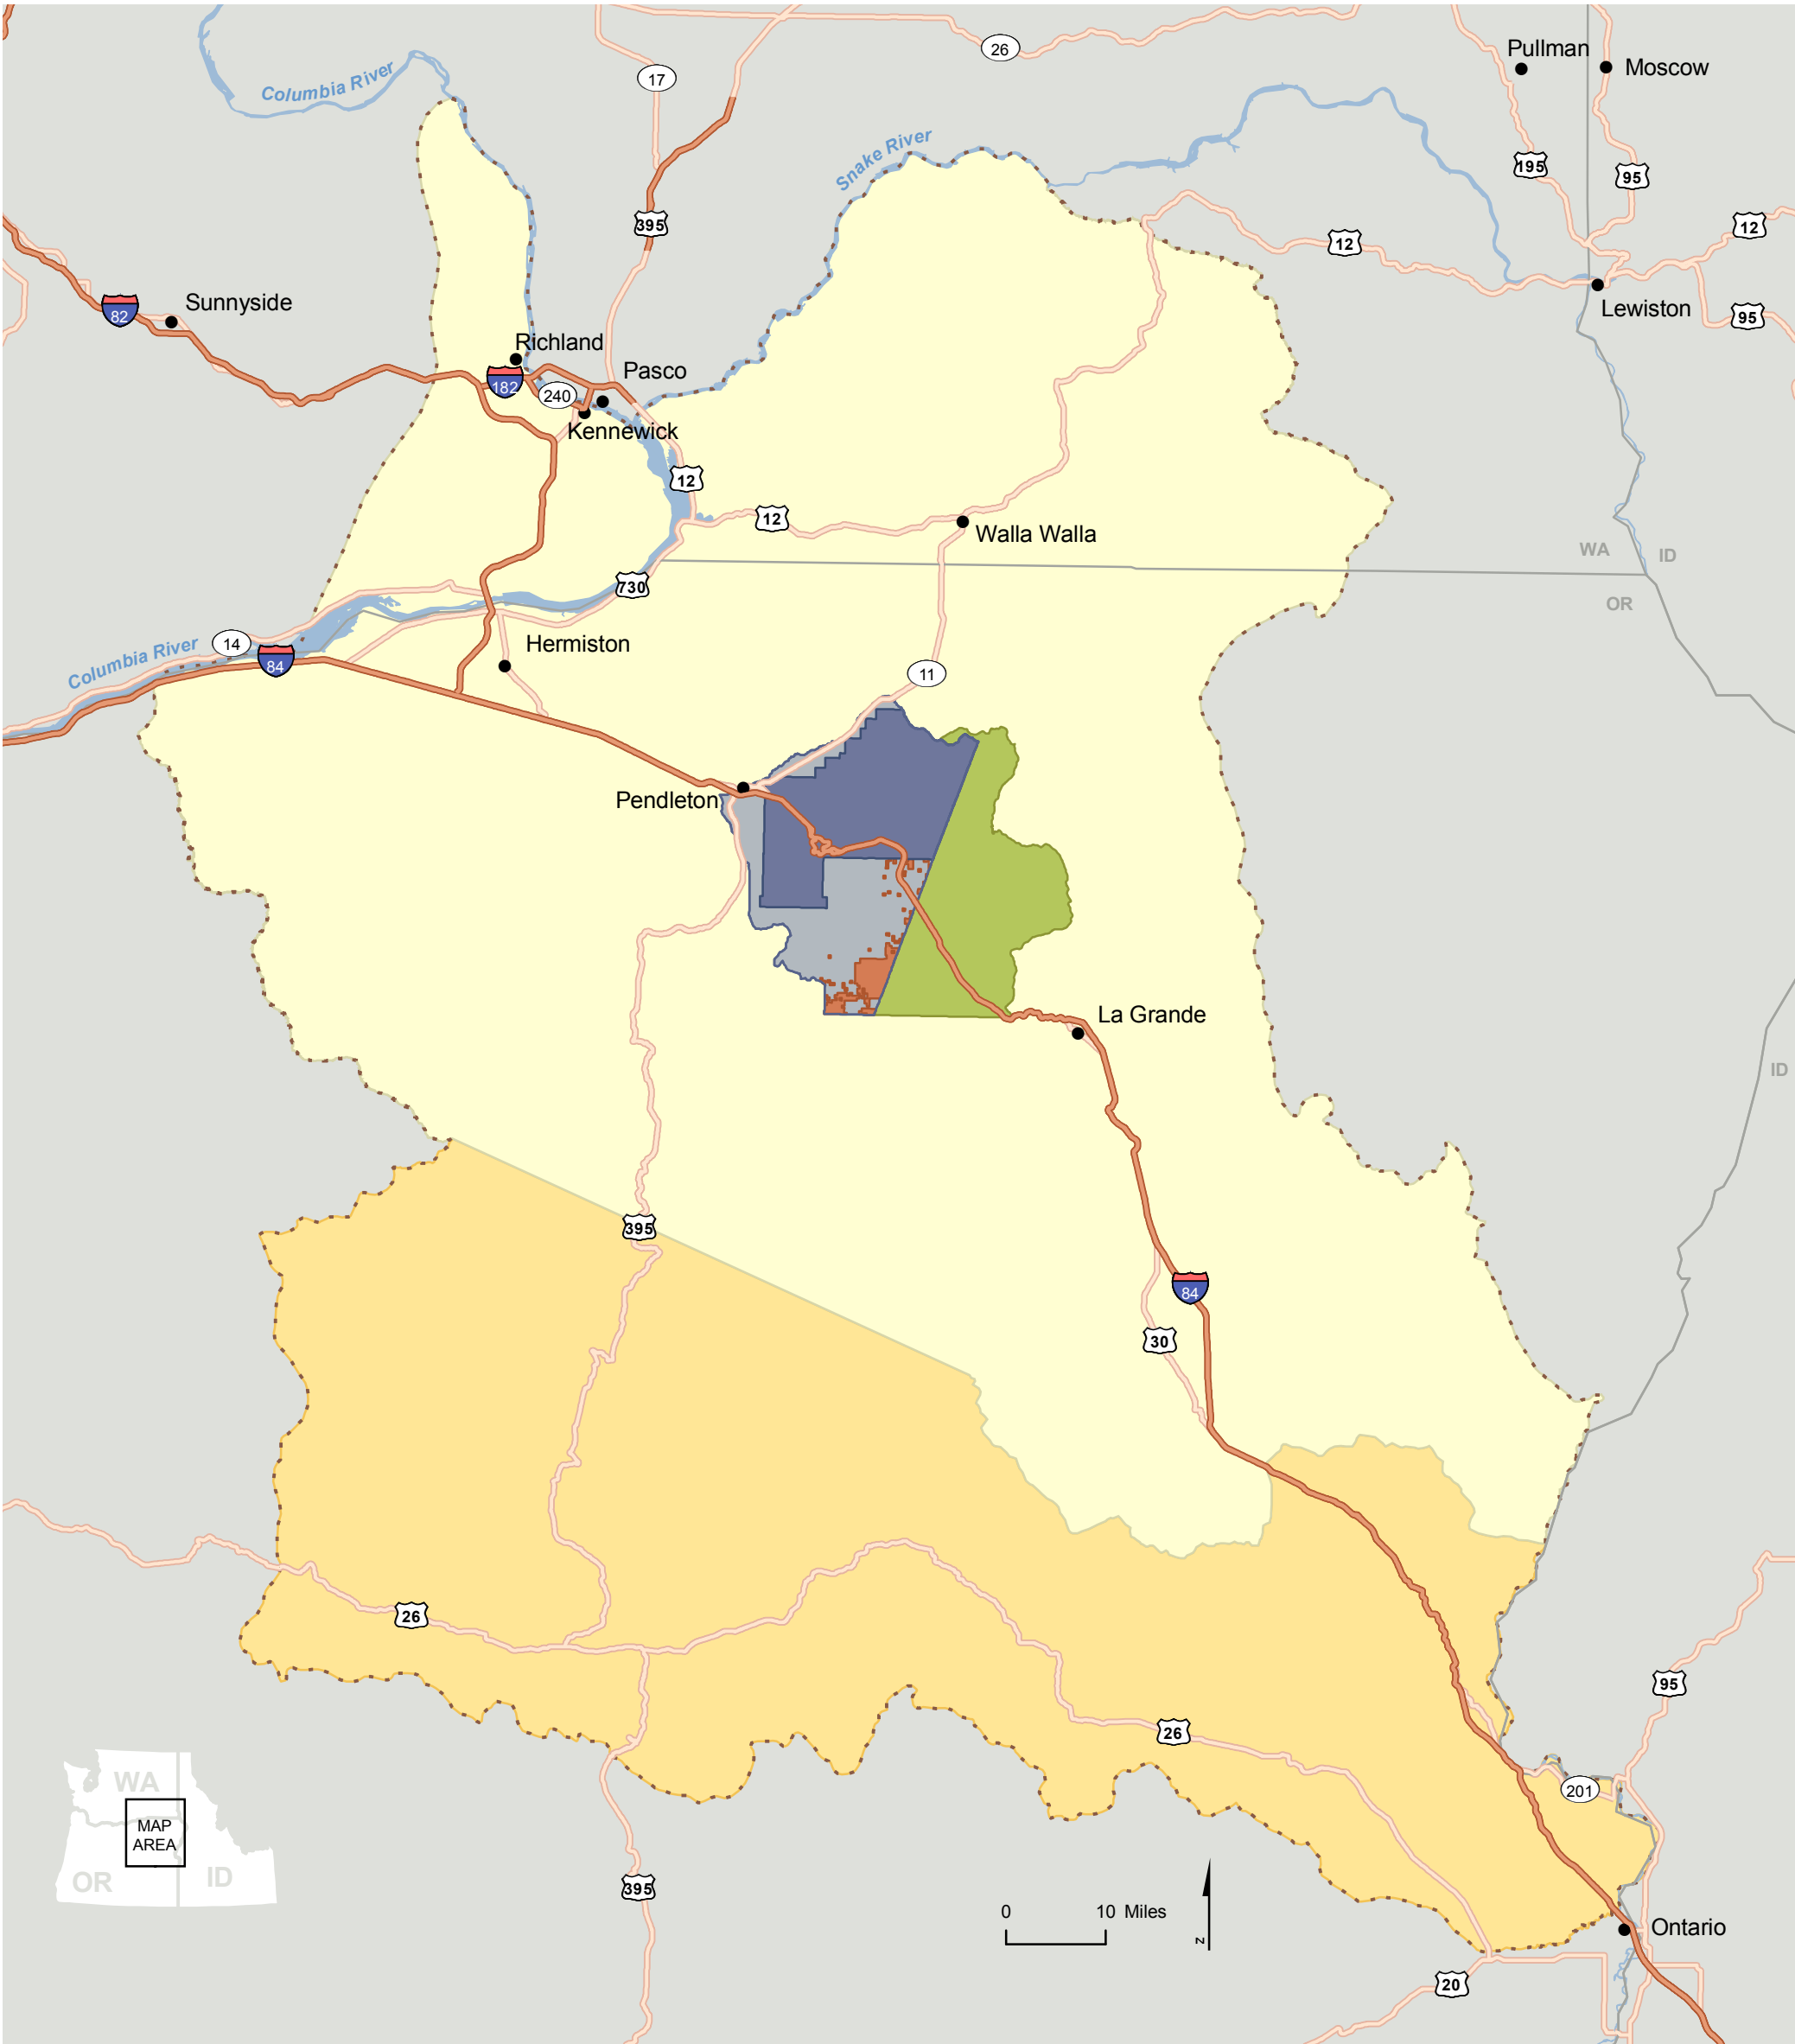 26
Pullman
Moscow
17
Columbia River
Snake River
195
95
395
12
12
Sunnyside
82
Lewiston
95
Richland
Pasco
182
240
Kennewick
12
12
Walla Walla
WA
ID
730
OR
Hermiston
14
84
Columbia River
11
Pendleton
La Grande
ID
395
84
30
26
95
26
201
WA
MAP
AREA
OR
ID
395
0
10 Miles
N
Ontario
20